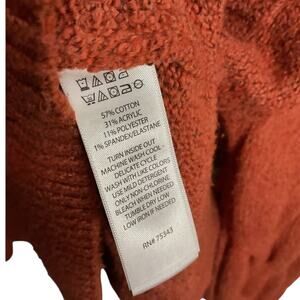 57% COTTON
31% ACRYLIC
11% POLYESTER
1% SPANDEX/ELASTANE
TURN INSIDE OUT
MACHINE WASH COOL -
DELICATE CYCLE
WASH WITH LIKE COLORS
USE MILD DETERGENT
ONLY NON-CHLORINE
BLEACH WHEN NEEDED
TUMBLE DRY LOW
LOW IRON IF NEEDED
RN# 75343